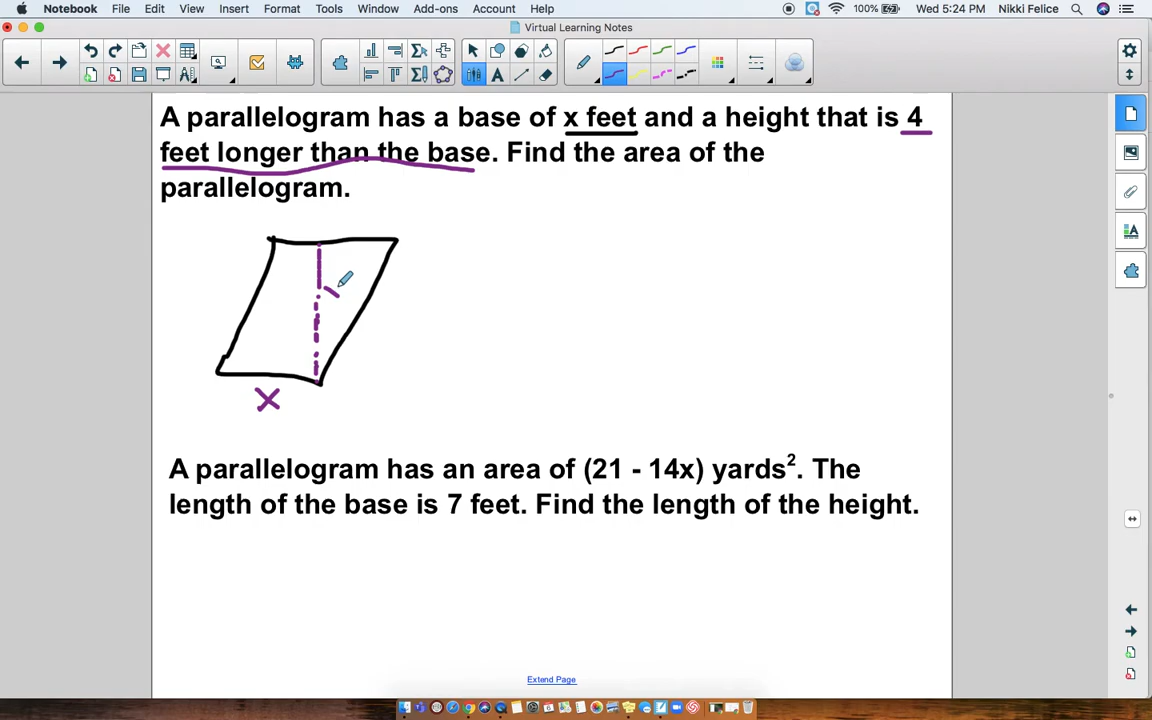 Notebook File Edit View Insert Format Tools Window Add-ons Account Help 100% Wed 5:24 PM Nikki Felice
Virtual Learning Notes
A parallelogram has a base of x feet and a height that is 4
feet longer than the base. Find the area of the
parallelogram.
x
A parallelogram has an area of (21 - 14x) yards². The
length of the base is 7 feet. Find the length of the height.
Extend Page